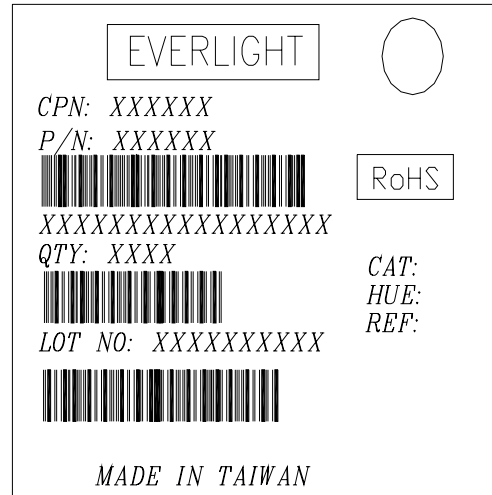 EVERLIGHT
CPN: XXXXXX
P/N: XXXXXX
RoHS
XXXXXXXXXXXXXXXXX
QTY: XXXX
CAT:
HUE:
REF:
LOT NO: XXXXXXXXXX
MADE IN TAIWAN